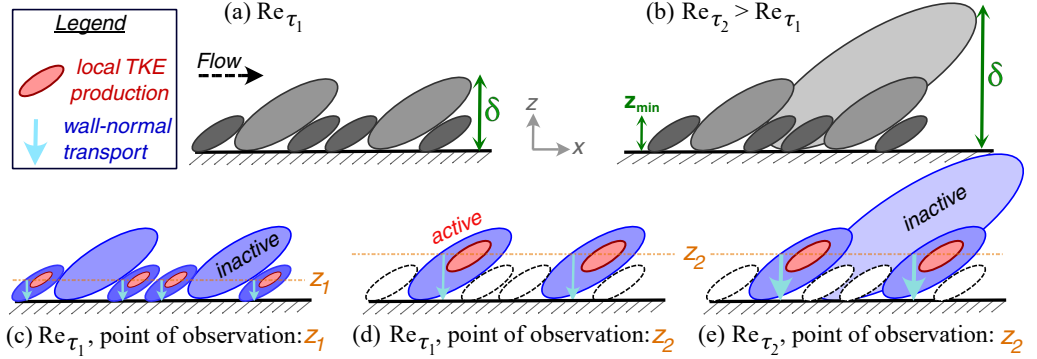 Legend
local TKE
production
wall-normal
transport
(a) Re_τ₁
Flow
δ
z
x
(b) Re_τ₂ > Re_τ₁
z_min
δ
inactive
z₁
active
z₂
inactive
(c) Re_τ₁, point of observation: z₁
(d) Re_τ₁, point of observation: z₂
(e) Re_τ₂, point of observation: z₂